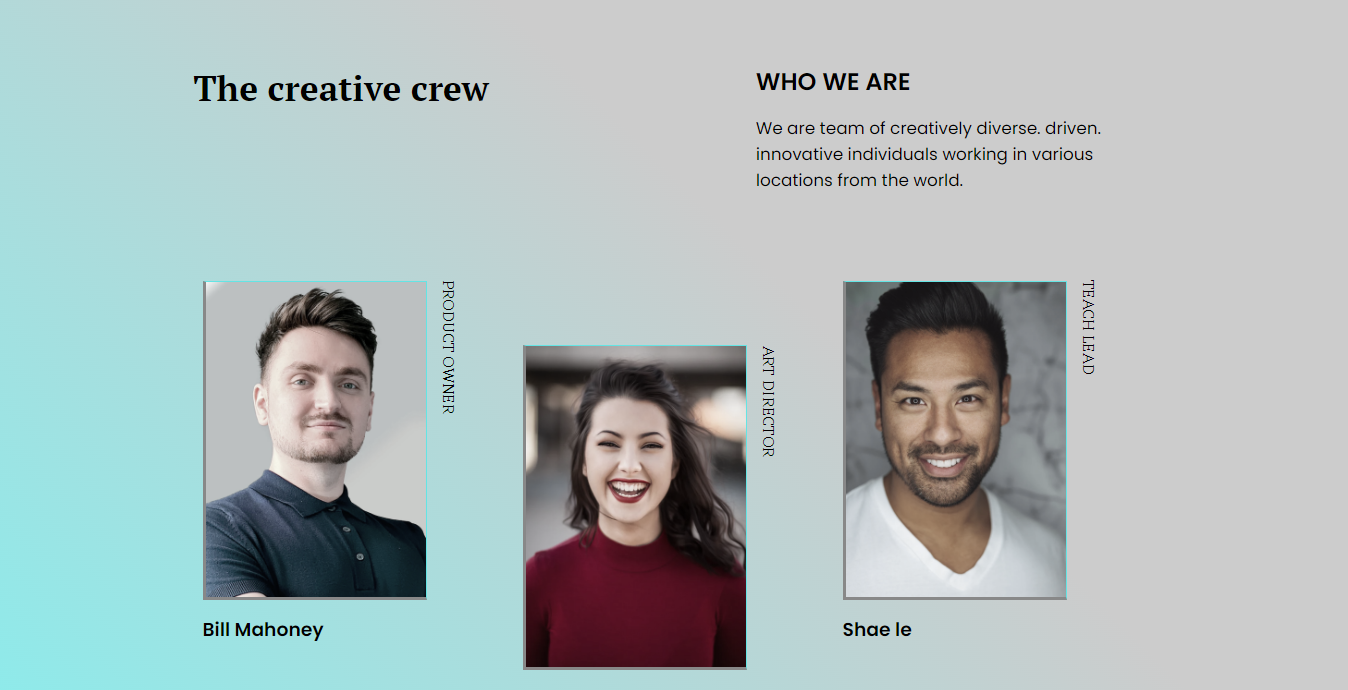 The creative crew
WHO WE ARE
We are team of creatively diverse. driven.
innovative individuals working in various
locations from the world.
PRODUCT OWNER
ART DIRECTOR
TEACH LEAD
Bill Mahoney
Shae le